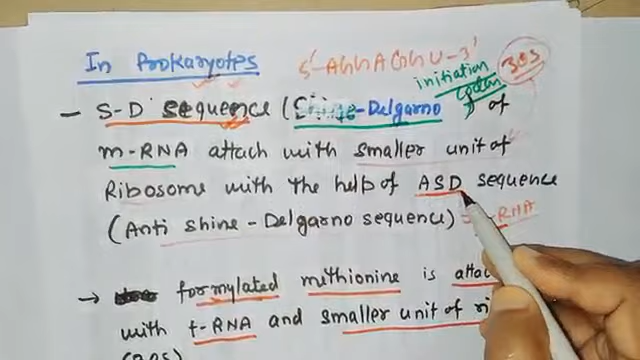 In Prokaryotes 5'-AGGAGGU-3' 30S
initiation
codon
- S-D sequence (Shine-Delgarno) of
m-RNA attach with smaller unit of
Ribosome with the help of ASD sequence
(Anti shine-Delgarno sequence) = RNA
→ formylated methionine is
with t-RNA and smaller unit of